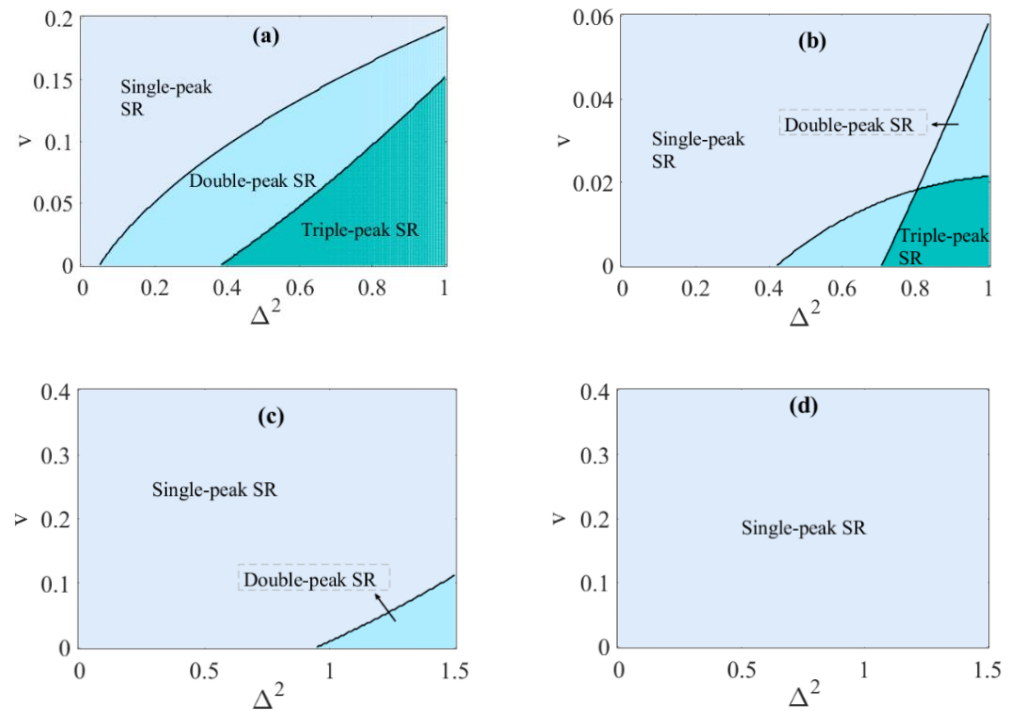 (a)
0.2
0.15
0.1
0.05
0
v
Single-peak
SR
Double-peak SR
Triple-peak SR
0
0.2
0.4
0.6
0.8
1
Δ²
(b)
0.06
0.04
0.02
0
v
Single-peak
SR
Double-peak SR
Triple-peak
SR
0
0.2
0.4
0.6
0.8
1
Δ²
(c)
0.4
0.3
0.2
0.1
0
v
Single-peak SR
Double-peak SR
0
0.5
1
1.5
Δ²
(d)
0.4
0.3
0.2
0.1
0
v
Single-peak SR
0
0.5
1
1.5
Δ²